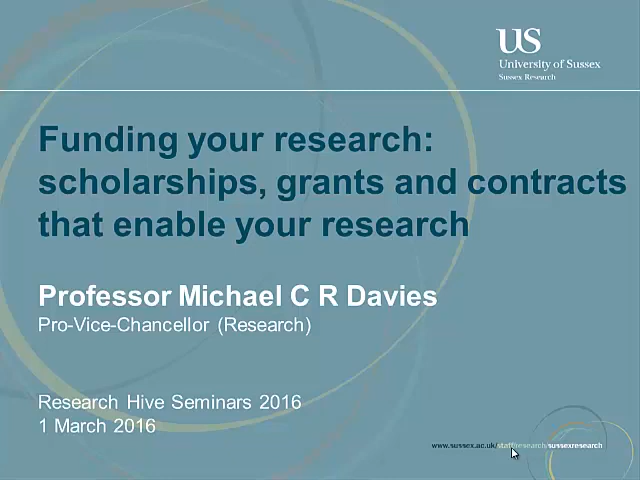 US
University of Sussex
Sussex Research
Funding your research:
scholarships, grants and contracts
that enable your research
Professor Michael C R Davies
Pro-Vice-Chancellor (Research)
Research Hive Seminars 2016
1 March 2016
www.sussex.ac.uk/staff/research/sussexresearch